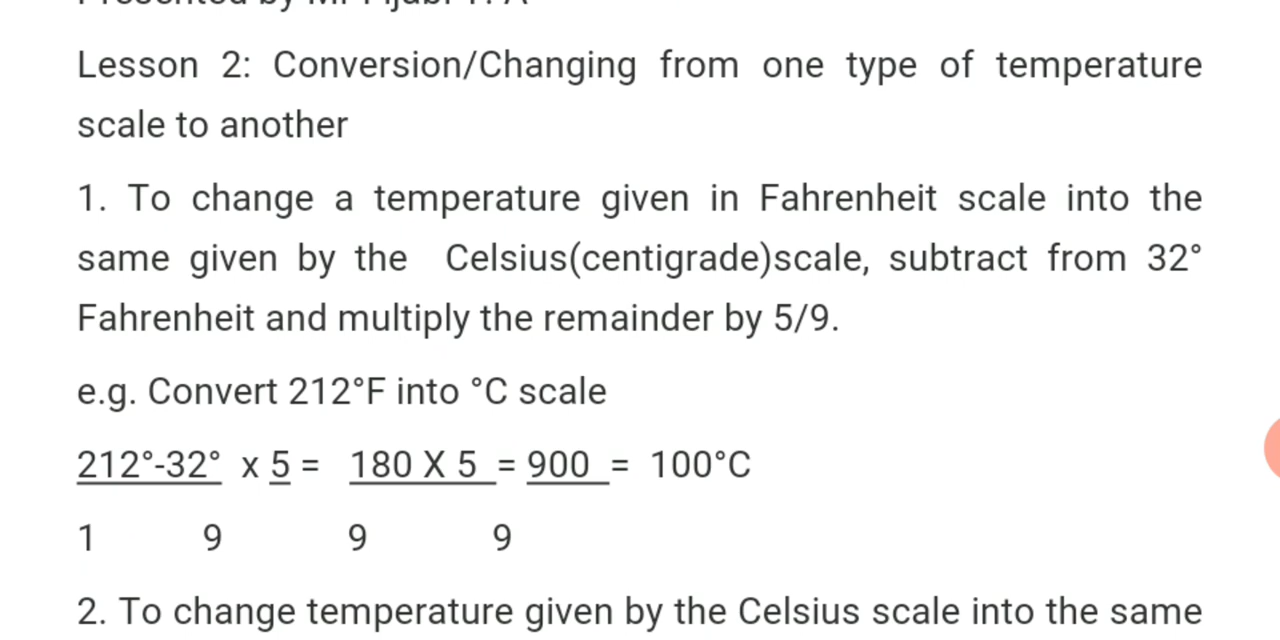 Lesson 2: Conversion/Changing from one type of temperature
scale to another
1. To change a temperature given in Fahrenheit scale into the
same given by the Celsius(centigrade)scale, subtract from 32°
Fahrenheit and multiply the remainder by 5/9.
e.g. Convert 212°F into °C scale
212°-32° x 5 = 180 X 5 = 900 = 100°C
1 9 9 9
2. To change temperature given by the Celsius scale into the same